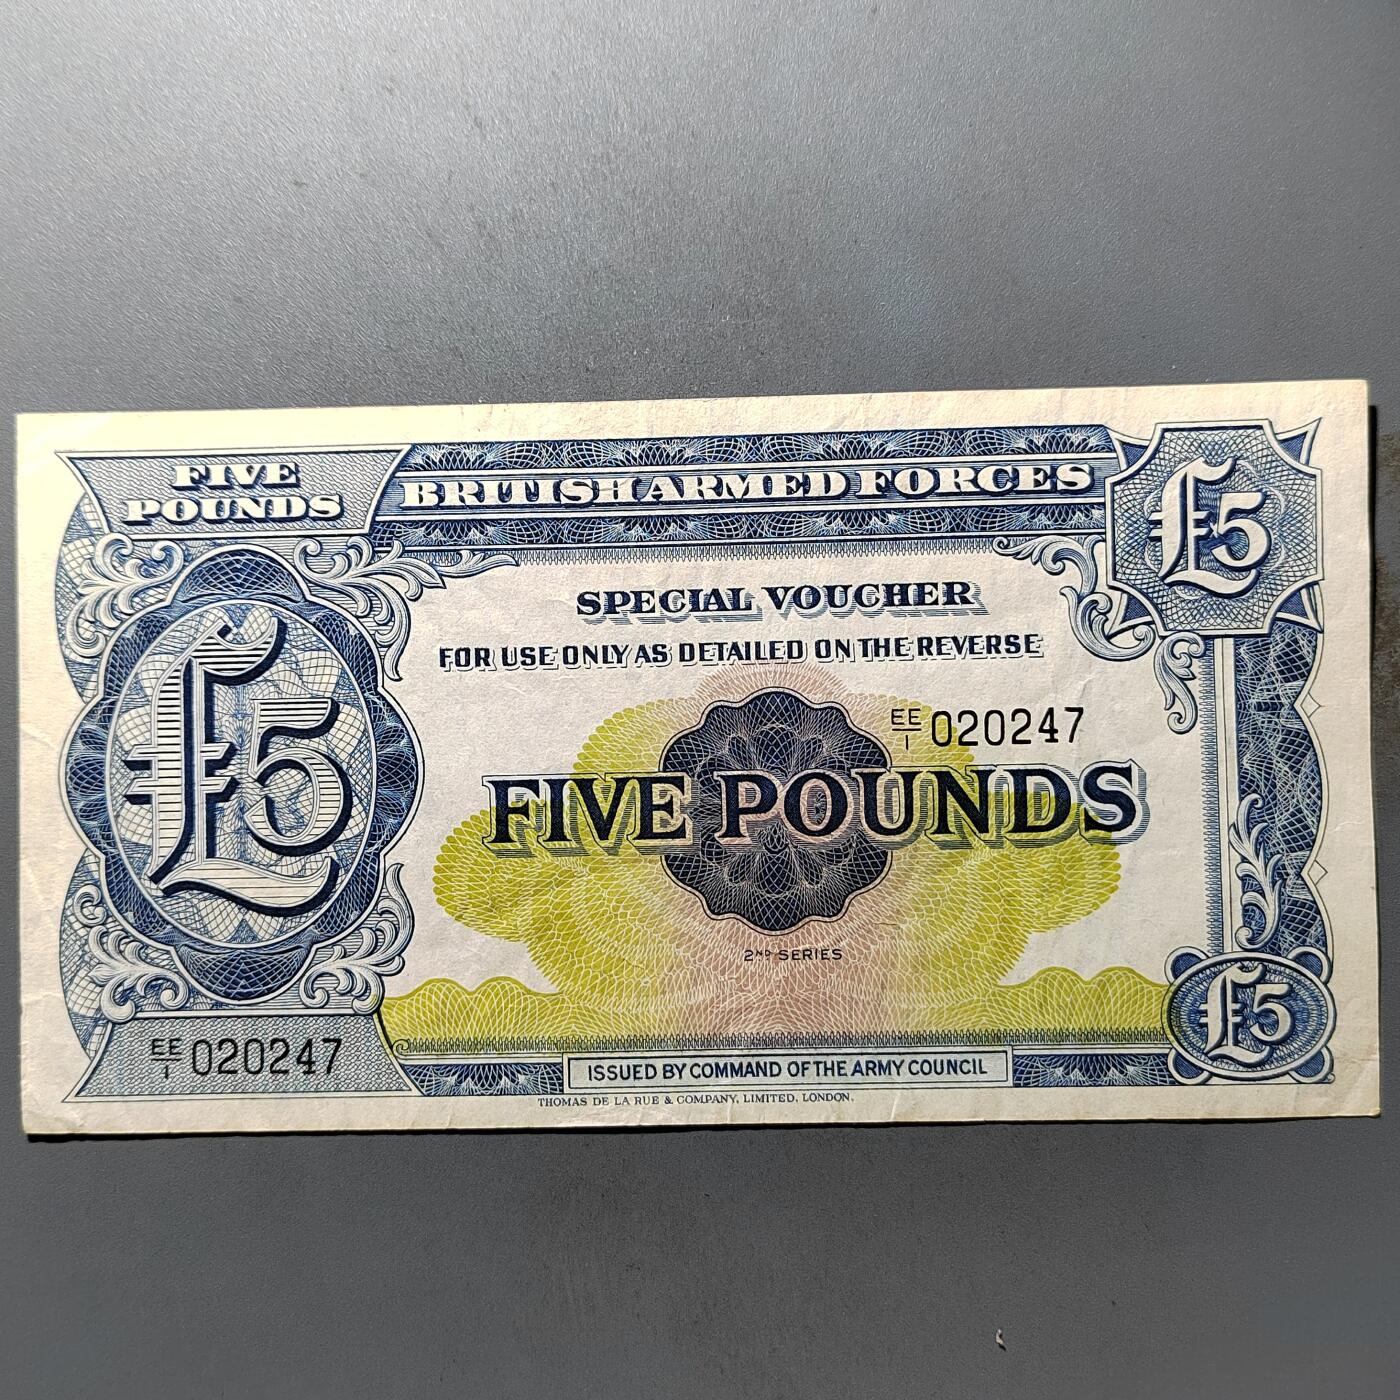 FIVE
POUNDS
BRITISH ARMED FORCES
£5
SPECIAL VOUCHER
FOR USE ONLY AS DETAILED ON THE REVERSE
£5
EE/1 020247
FIVE POUNDS
2ND SERIES
£5
EE/1 020247
ISSUED BY COMMAND OF THE ARMY COUNCIL
THOMAS DE LA RUE & COMPANY, LIMITED, LONDON.